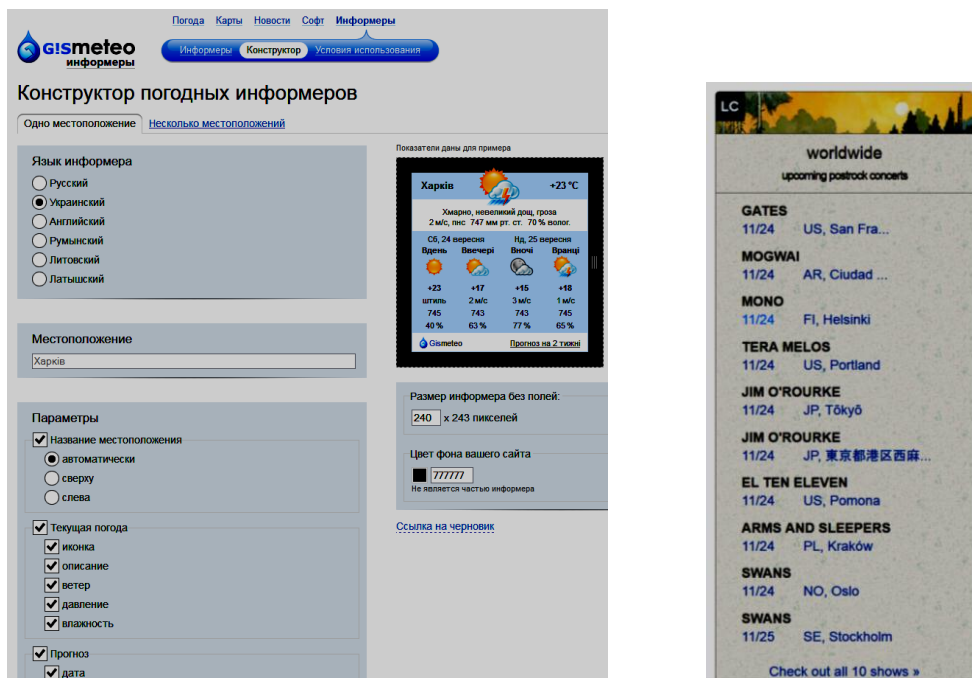 Погода Карты Новости Софт Информеры
GISmeteo
информеры
Информеры Конструктор Условия использования
Конструктор погодных информеров
Одно местоположение Несколько местоположений
Язык информера
Русский
Украинский
Английский
Румынский
Литовский
Латышский
Местоположение
Харкiв
Параметры
Название местоположения
автоматически
сверху
слева
Текущая погода
иконка
описание
ветер
давление
влажность
Прогноз
дата
Показатели даны для примера
Харкiв +23 °C
Хмарно, невеликий дощ, гроза
2 м/с, пнс 747 мм рт. ст. 70 % волог.
Сб, 24 вересня Нд, 25 вересня
Вдень Ввечері Вночі Вранці
+23 +17 +15 +18
штиль 2 м/с 3 м/с 1 м/с
745 743 743 745
40 % 63 % 77 % 65 %
Gismeteo Прогноз на 2 тижні
Размер информера без полей:
240 x 243 пикселей
Цвет фона вашего сайта
777777
Не является частью информера
Ссылка на черновик
LC
worldwide
upcoming postrock concerts
GATES
11/24 US, San Fra...
MOGWAI
11/24 AR, Ciudad ...
MONO
11/24 FI, Helsinki
TERA MELOS
11/24 US, Portland
JIM O'ROURKE
11/24 JP, Tōkyō
JIM O'ROURKE
11/24 JP, 東京都港区西麻...
EL TEN ELEVEN
11/24 US, Pomona
ARMS AND SLEEPERS
11/24 PL, Kraków
SWANS
11/24 NO, Oslo
SWANS
11/25 SE, Stockholm
Check out all 10 shows »